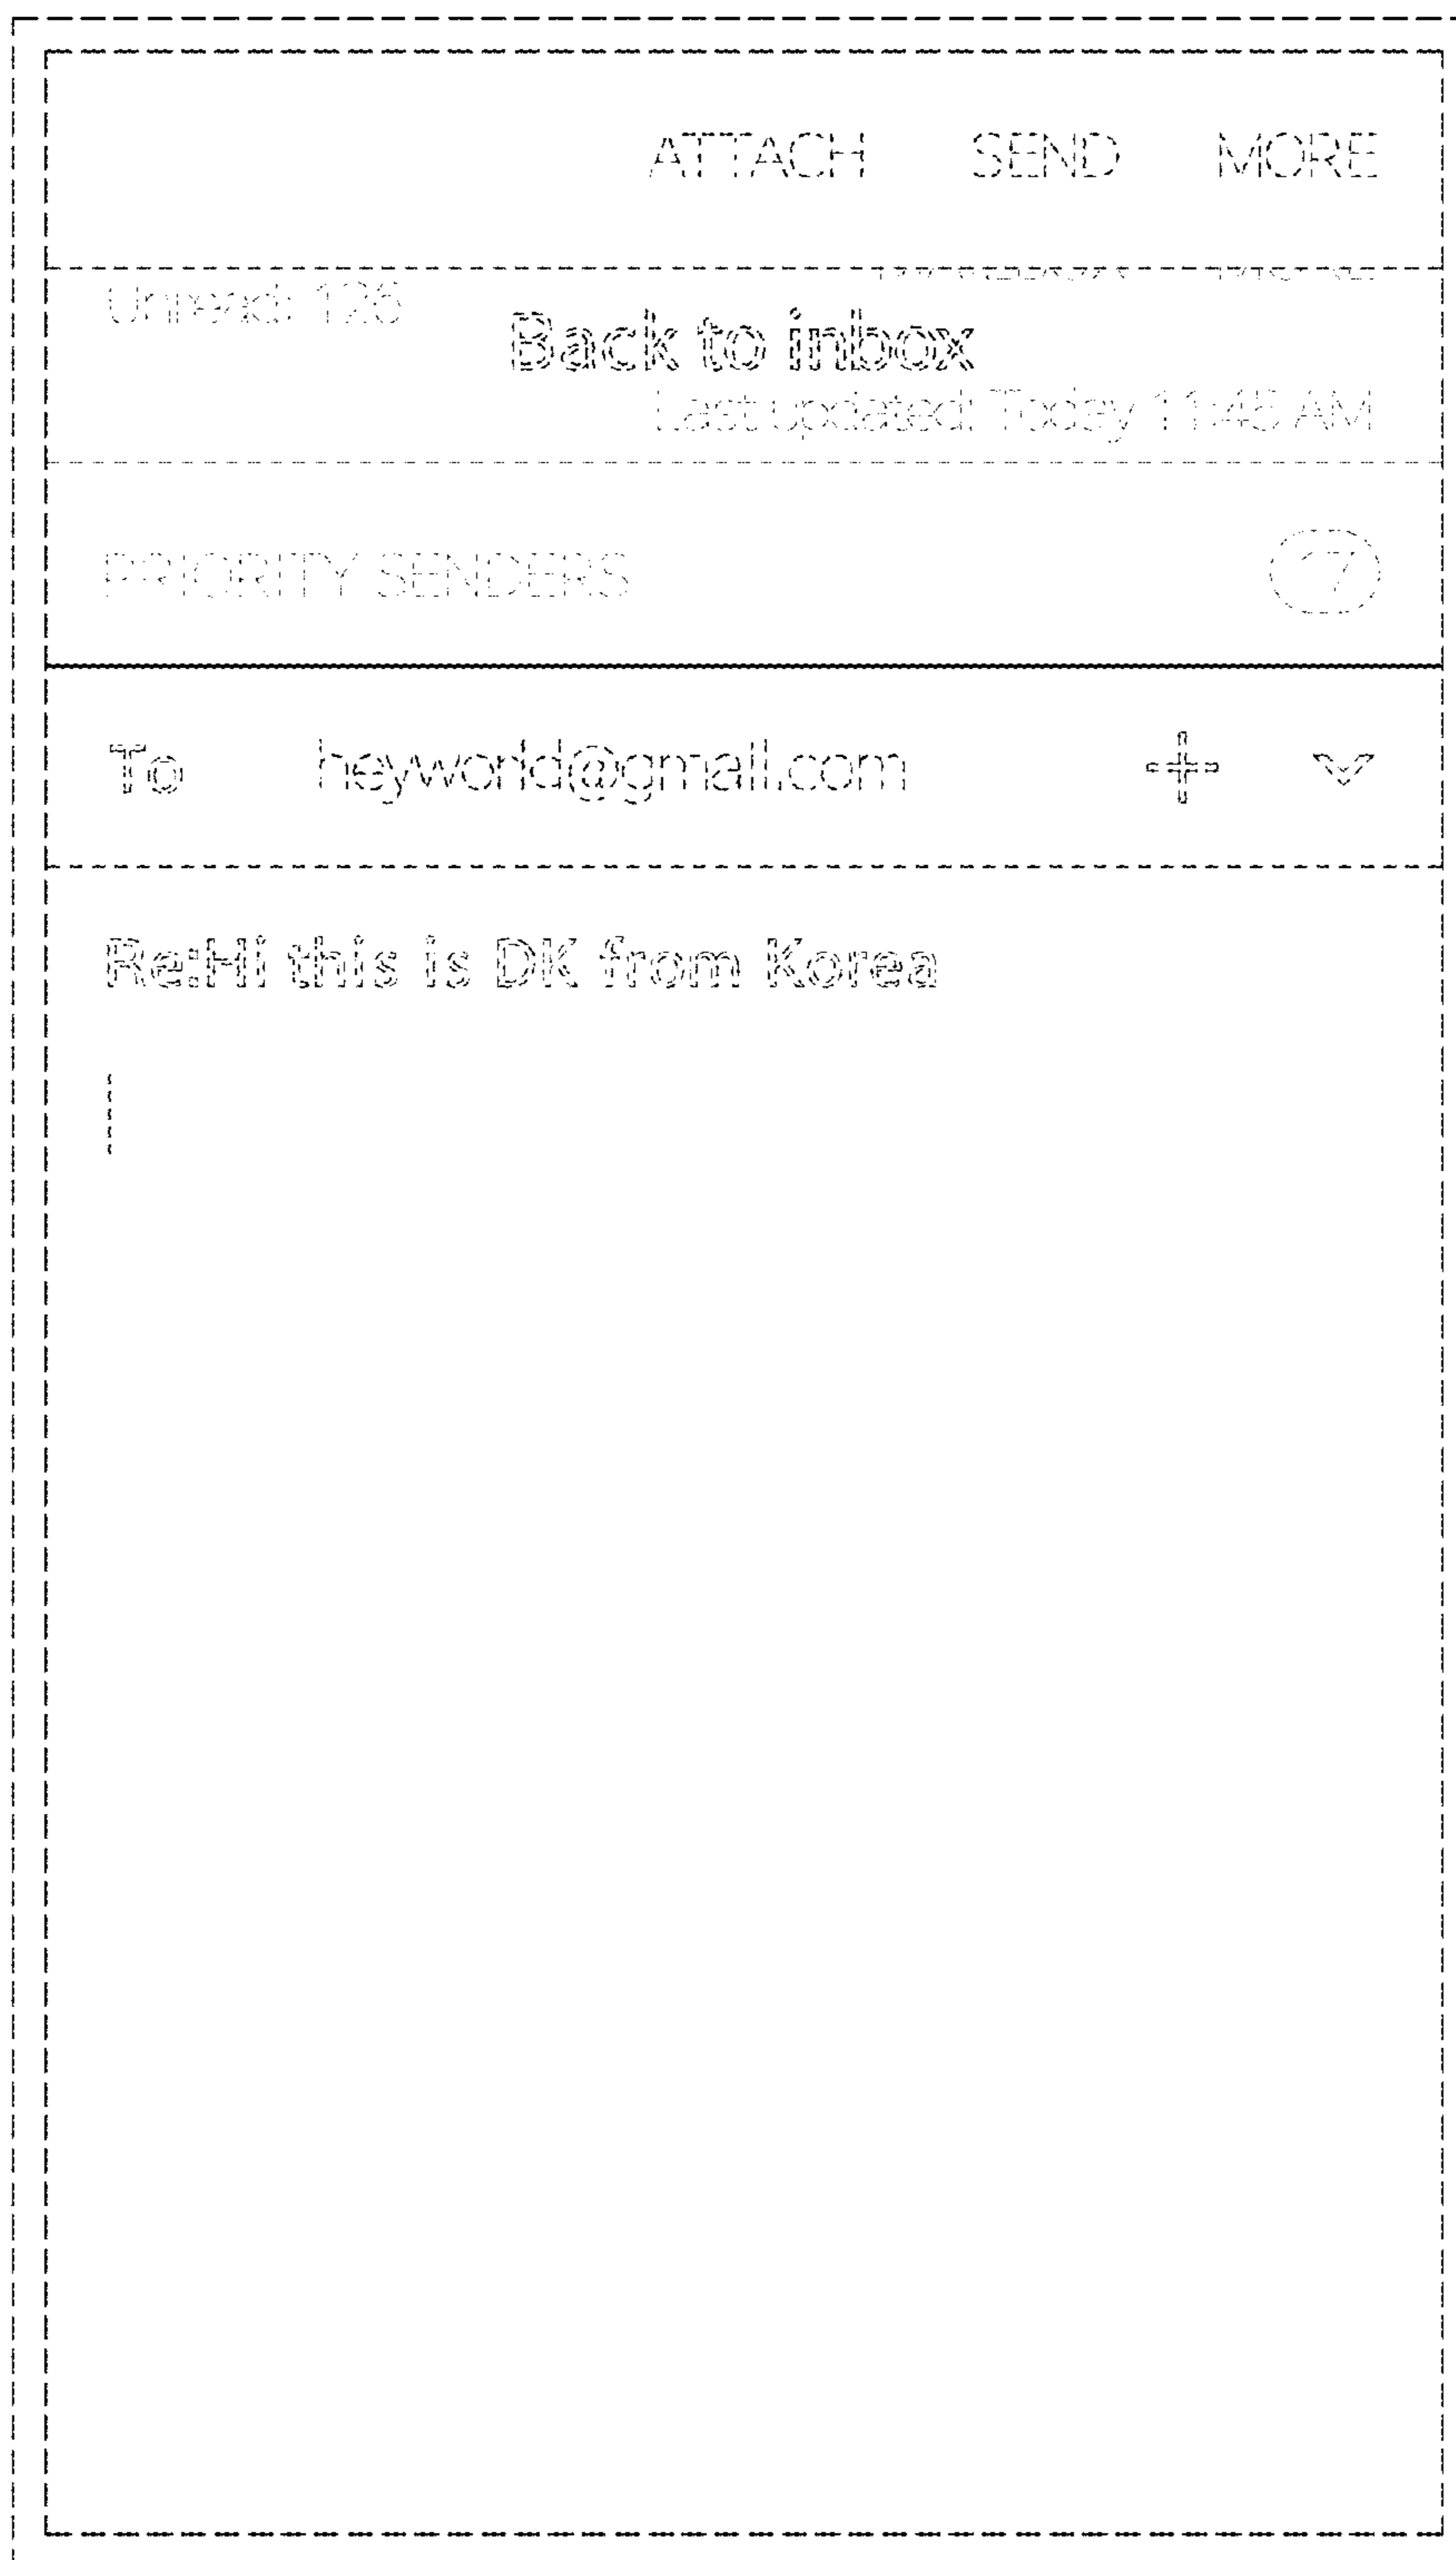 ATTACH SEND MORE
Unread: 126
Back to inbox
Last updated: Today 11:45 AM
PRIORITY SENDERS 17
To heyworld@gmail.com
Re:Hi this is DK from Korea